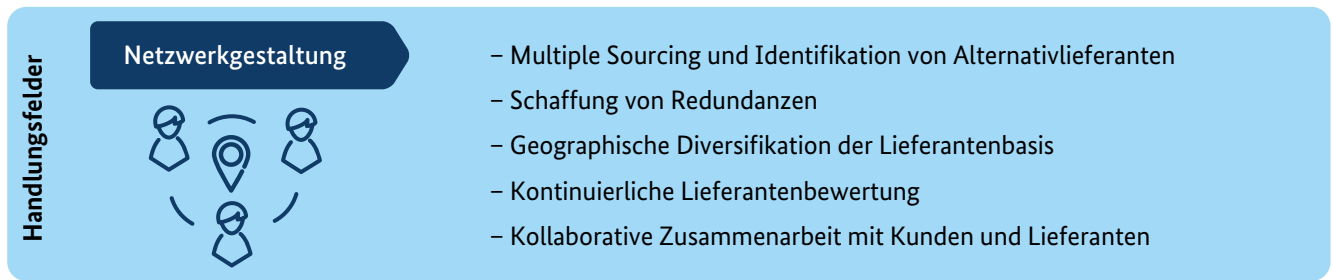 Handlungsfelder
Netzwerkgestaltung
– Multiple Sourcing und Identifikation von Alternativlieferanten
– Schaffung von Redundanzen
– Geographische Diversifikation der Lieferantenbasis
– Kontinuierliche Lieferantenbewertung
– Kollaborative Zusammenarbeit mit Kunden und Lieferanten